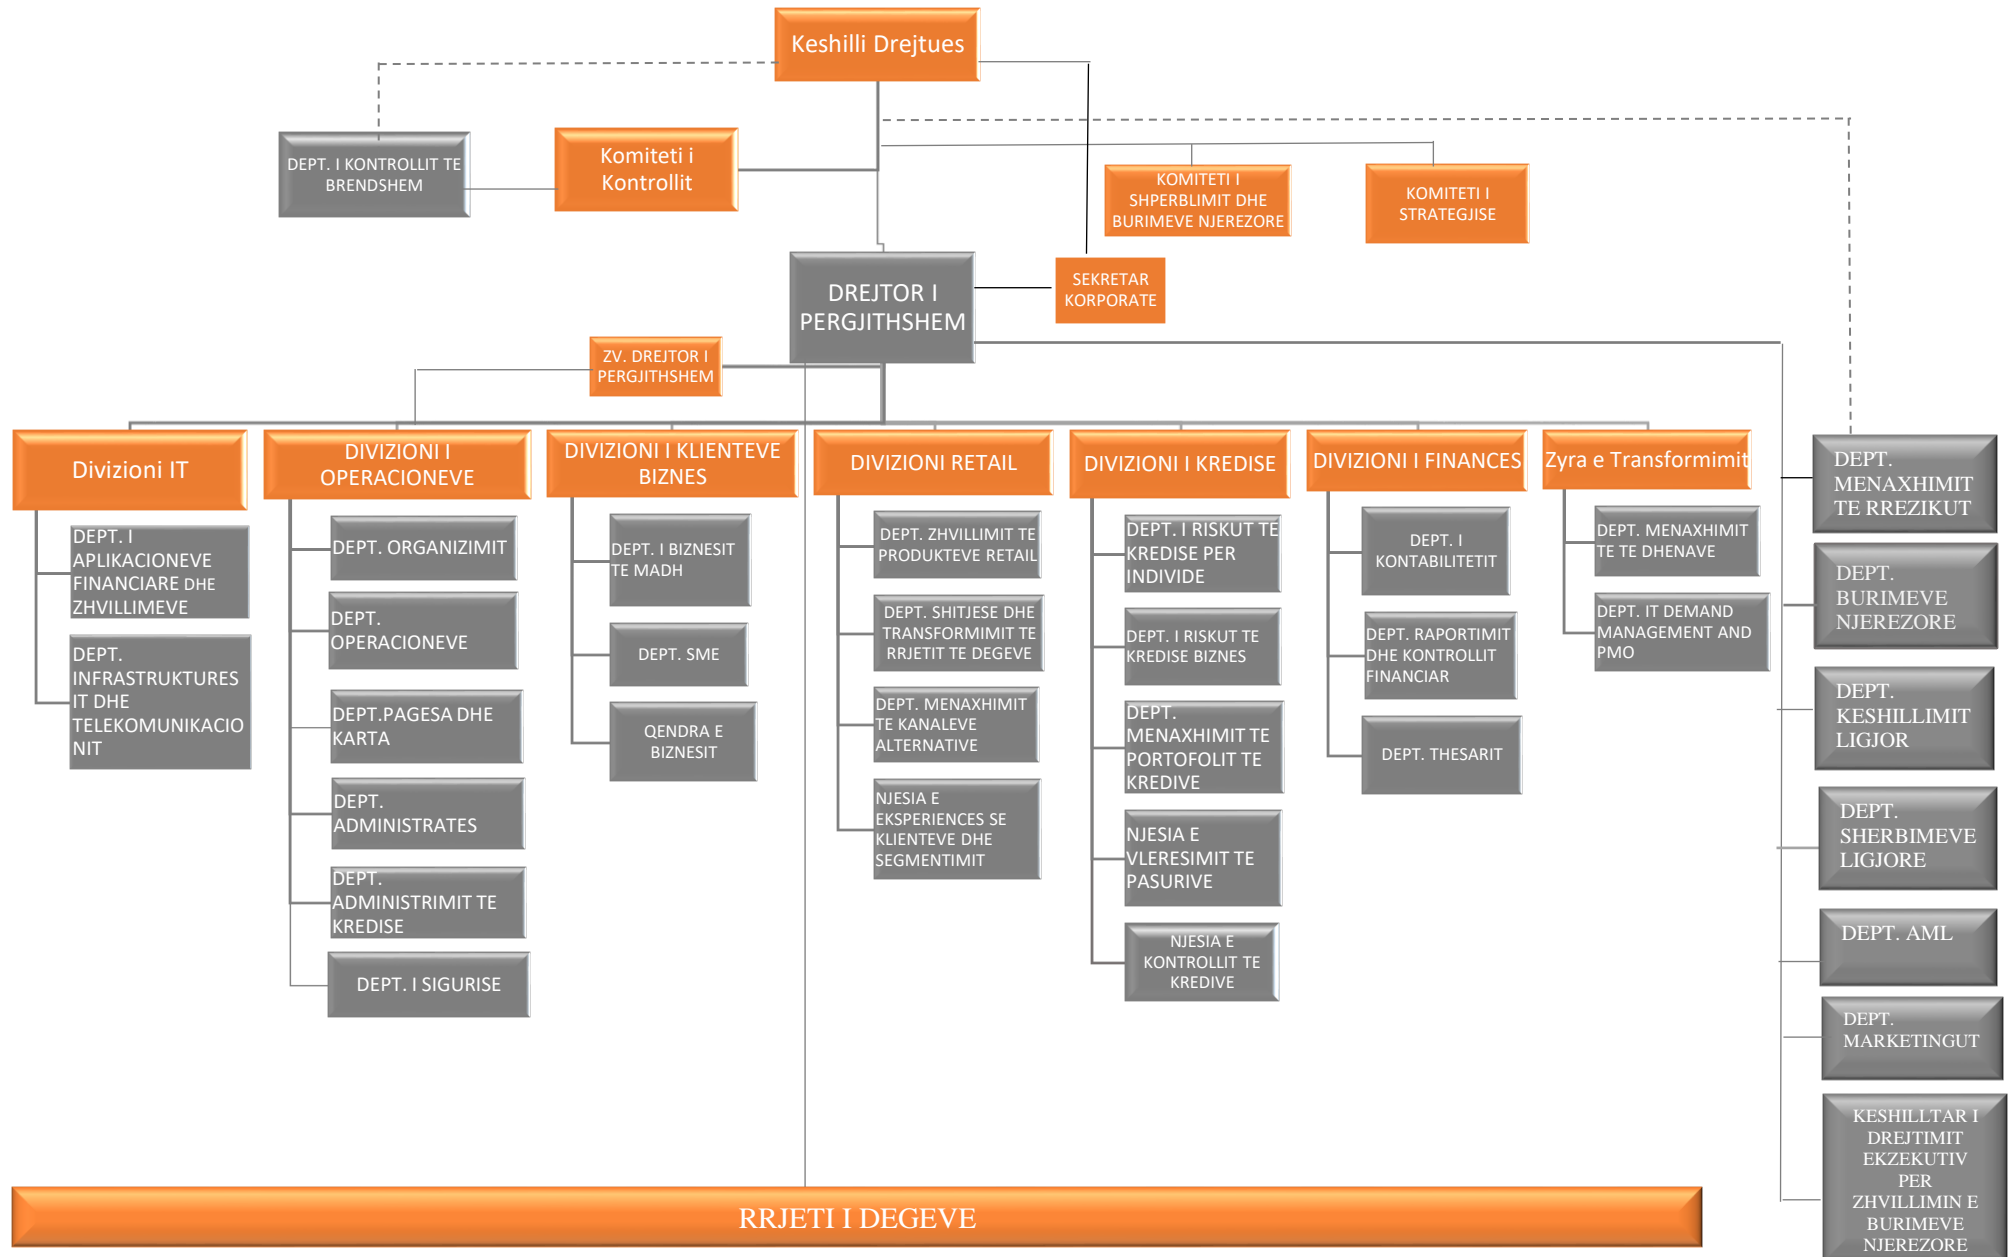 Keshilli Drejtues
DEPT. I KONTROLLIT TE
BRENDSHEM
Komiteti i
Kontrollit
KOMITETI I
SHPERBLIMIT DHE
BURIMEVE NJEREZORE
KOMITETI I
STRATEGJISE
DREJTOR I
PERGJITHSHEM
SEKRETAR
KORPORATE
ZV. DREJTOR I
PERGJITHSHEM
Divizioni IT
DEPT. I
APLIKACIONEVE
FINANCIARE DHE
ZHVILLIMEVE
DEPT.
INFRASTRUKTURES
IT DHE
TELEKOMUNIKACIO
NIT
DIVIZIONI I
OPERACIONEVE
DEPT. ORGANIZIMIT
DEPT.
OPERACIONEVE
DEPT.PAGESA DHE
KARTA
DEPT.
ADMINISTRATES
DEPT.
ADMINISTRIMIT TE
KREDISE
DEPT. I SIGURISE
DIVIZIONI I KLIENTEVE
BIZNES
DEPT. I BIZNESIT
TE MADH
DEPT. SME
QENDRA E
BIZNESIT
DIVIZIONI RETAIL
DEPT. ZHVILLIMIT TE
PRODUKTEVE RETAIL
DEPT. SHITJESE DHE
TRANSFORMIMIT TE
RRJETIT TE DEGEVE
DEPT. MENAXHIMIT
TE KANALEVE
ALTERNATIVE
NJESIA E
EKSPERIENCES SE
KLIENTEVE DHE
SEGMENTIMIT
DIVIZIONI I KREDISE
DEPT. I RISKUT TE
KREDISE PER
INDIVIDE
DEPT. I RISKUT TE
KREDISE BIZNES
DEPT.
MENAXHIMIT TE
PORTOFOLIT TE
KREDIVE
NJESIA E
VLERESIMIT TE
PASURIVE
NJESIA E
KONTROLLIT TE
KREDIVE
DIVIZIONI I FINANCES
DEPT. I
KONTABILITETIT
DEPT. RAPORTIMIT
DHE KONTROLLIT
FINANCIAR
DEPT. THESARIT
Zyra e Transformimit
DEPT. MENAXHIMIT
TE TE DHENAVE
DEPT. IT DEMAND
MANAGEMENT AND
PMO
DEPT.
MENAXHIMIT
TE RREZIKUT
DEPT.
BURIMEVE
NJEREZORE
DEPT.
KESHILLIMIT
LIGJOR
DEPT.
SHERBIMEVE
LIGJORE
DEPT. AML
DEPT.
MARKETINGUT
KESHILLTAR I
DREJTIMIT
EKZEKUTIV
PER
ZHVILLIMIN E
BURIMEVE
NJEREZORE
RRJETI I DEGEVE